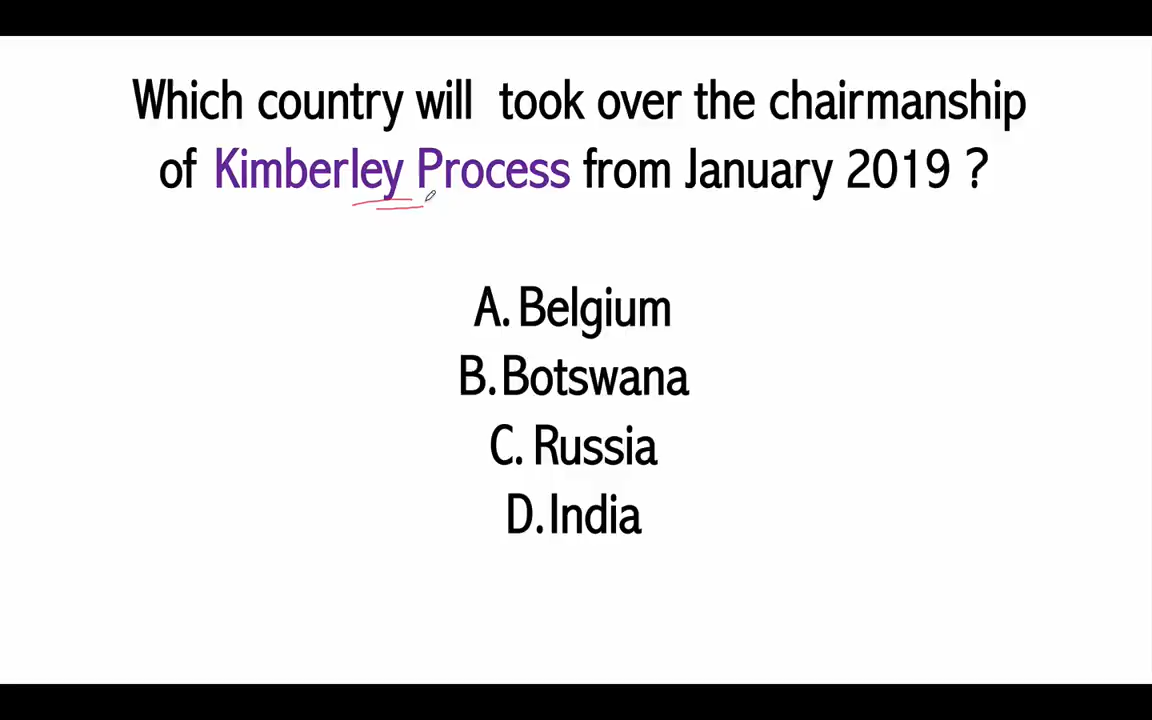 Which country will took over the chairmanship
of Kimberley Process from January 2019 ?
A. Belgium
B. Botswana
C. Russia
D. India